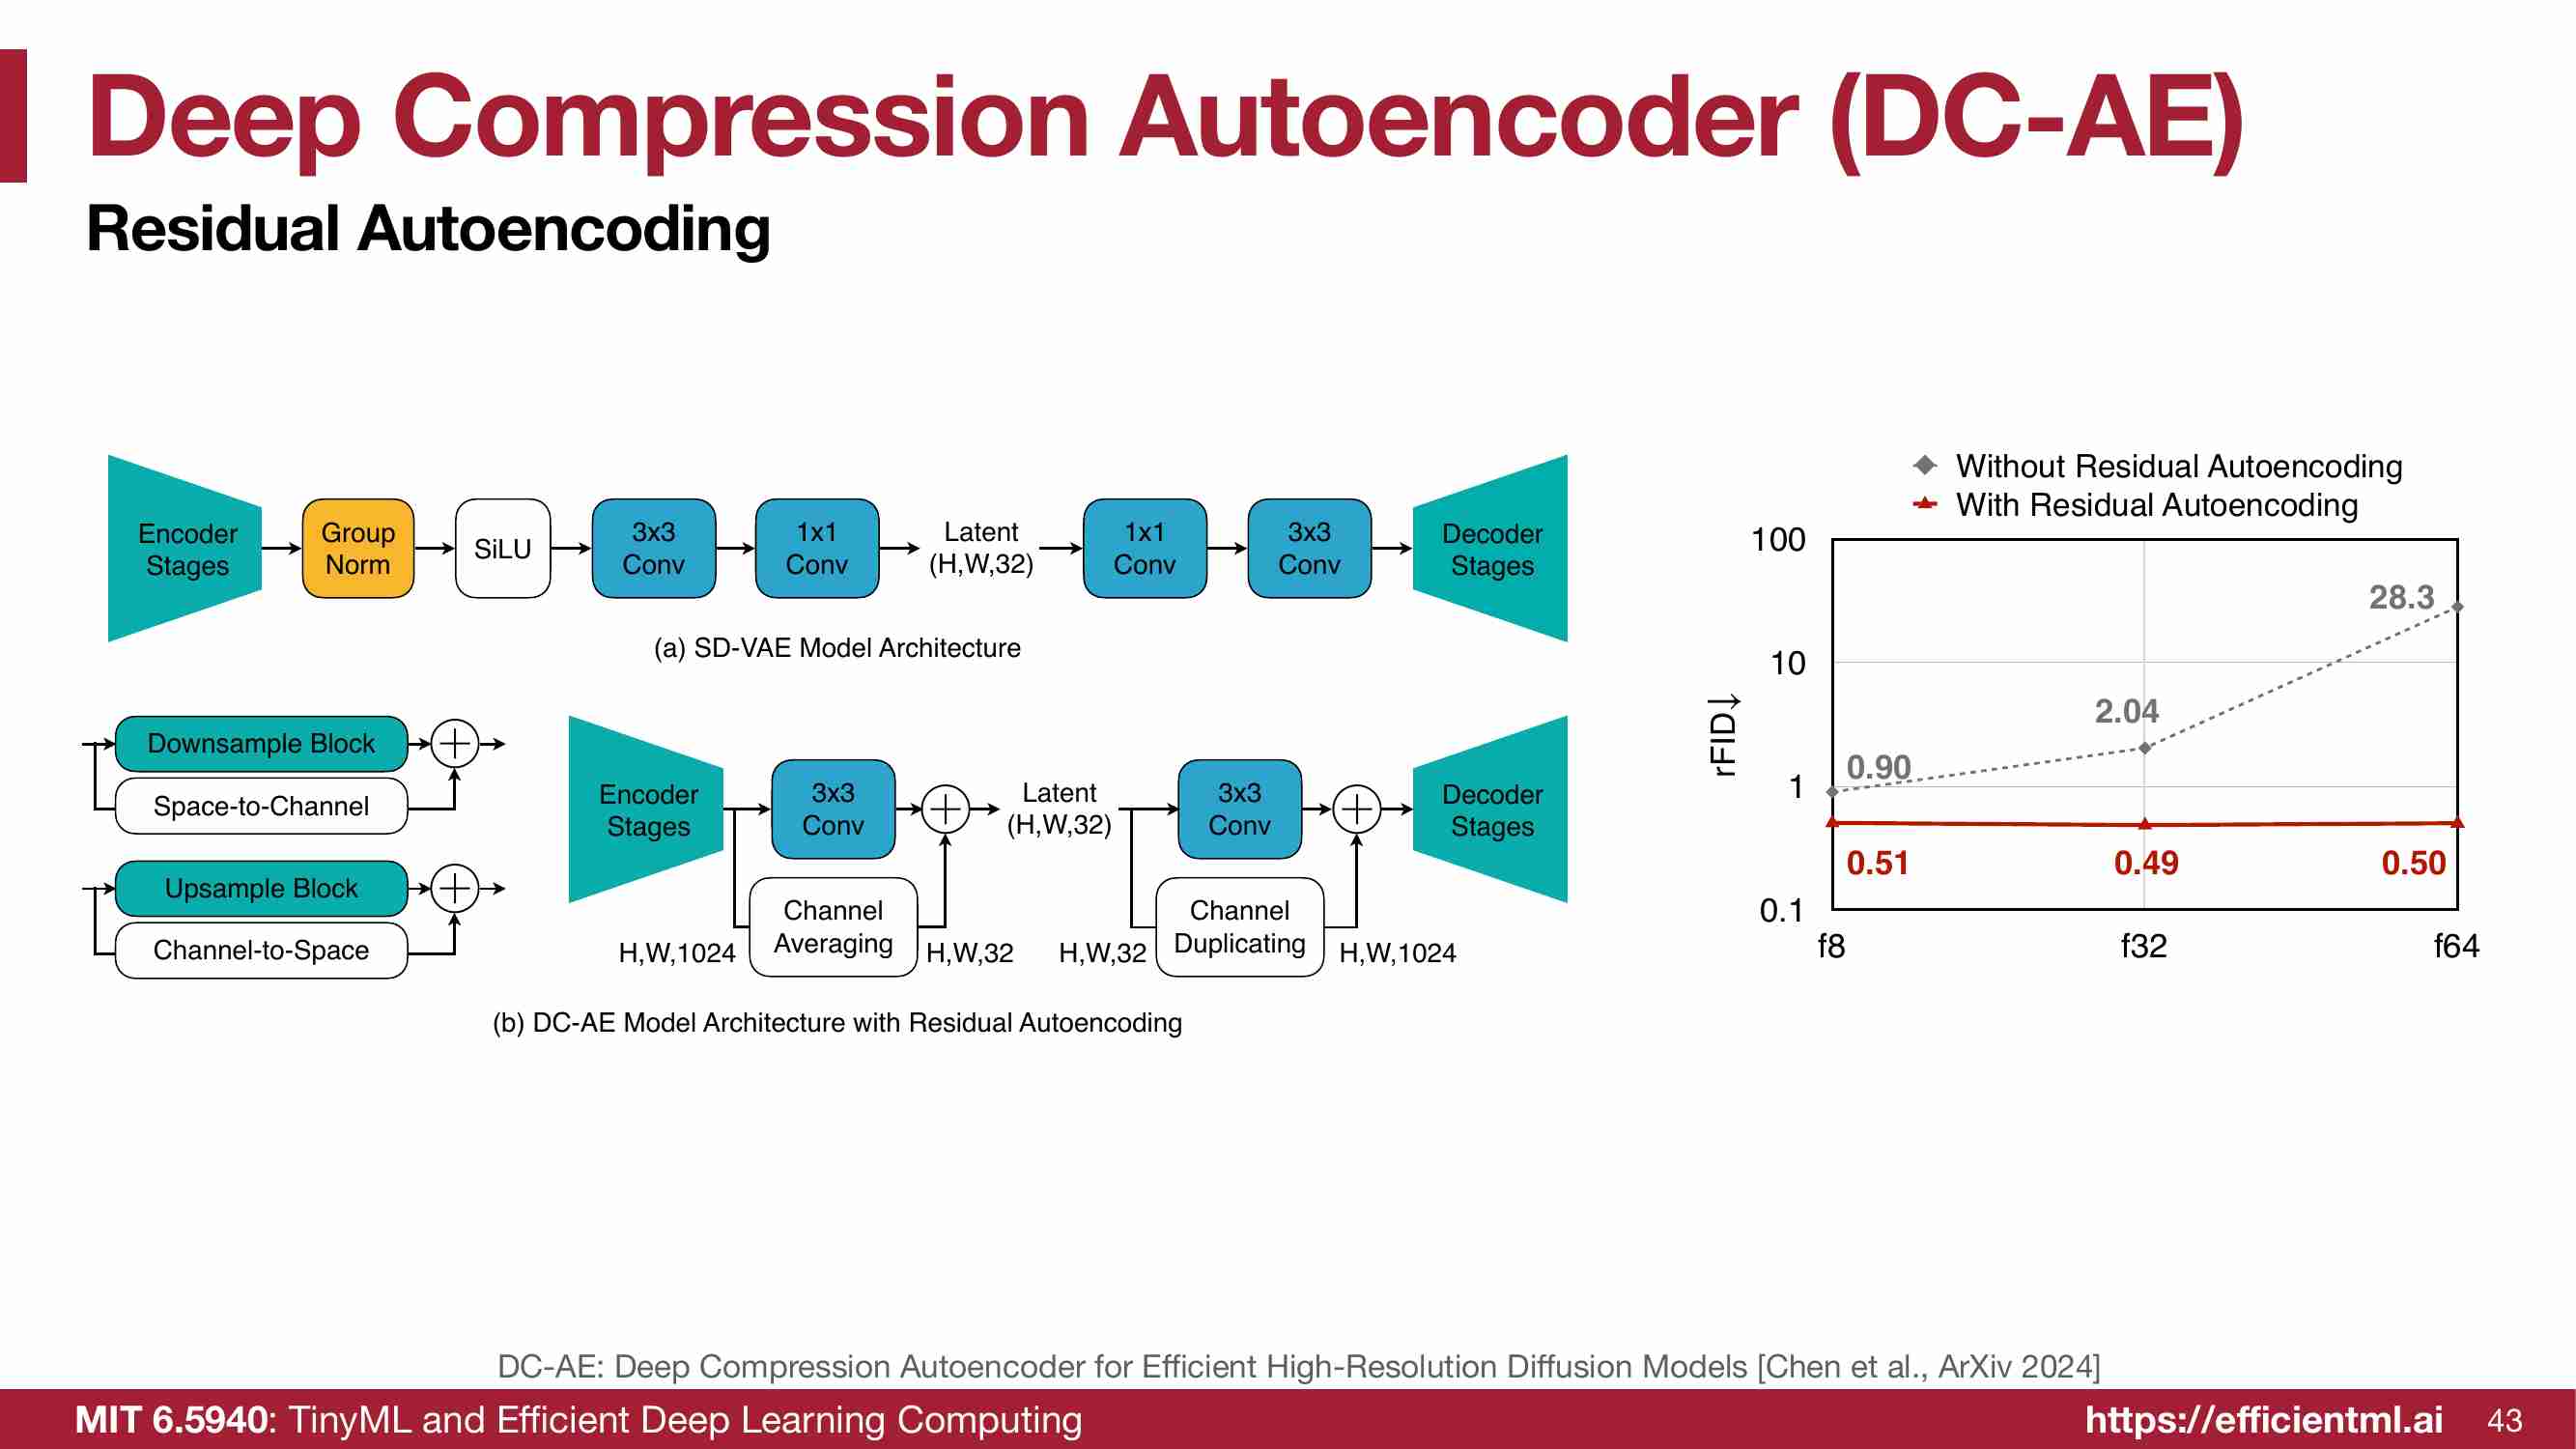 Deep Compression Autoencoder (DC-AE)
Residual Autoencoding
Encoder
Stages
Group
Norm
SiLU
3x3
Conv
1x1
Conv
Latent
(H,W,32)
1x1
Conv
3x3
Conv
Decoder
Stages
(a) SD-VAE Model Architecture
Downsample Block
Space-to-Channel
Upsample Block
Channel-to-Space
Encoder
Stages
3x3
Conv
Latent
(H,W,32)
3x3
Conv
Decoder
Stages
H,W,1024
Channel
Averaging
H,W,32
H,W,32
Channel
Duplicating
H,W,1024
(b) DC-AE Model Architecture with Residual Autoencoding
Without Residual Autoencoding
With Residual Autoencoding
rFID↓
100
10
1
0.1
0.90
2.04
28.3
0.51
0.49
0.50
f8
f32
f64
DC-AE: Deep Compression Autoencoder for Efficient High-Resolution Diffusion Models [Chen et al., ArXiv 2024]
MIT 6.5940: TinyML and Efficient Deep Learning Computing
https://efficientml.ai
43